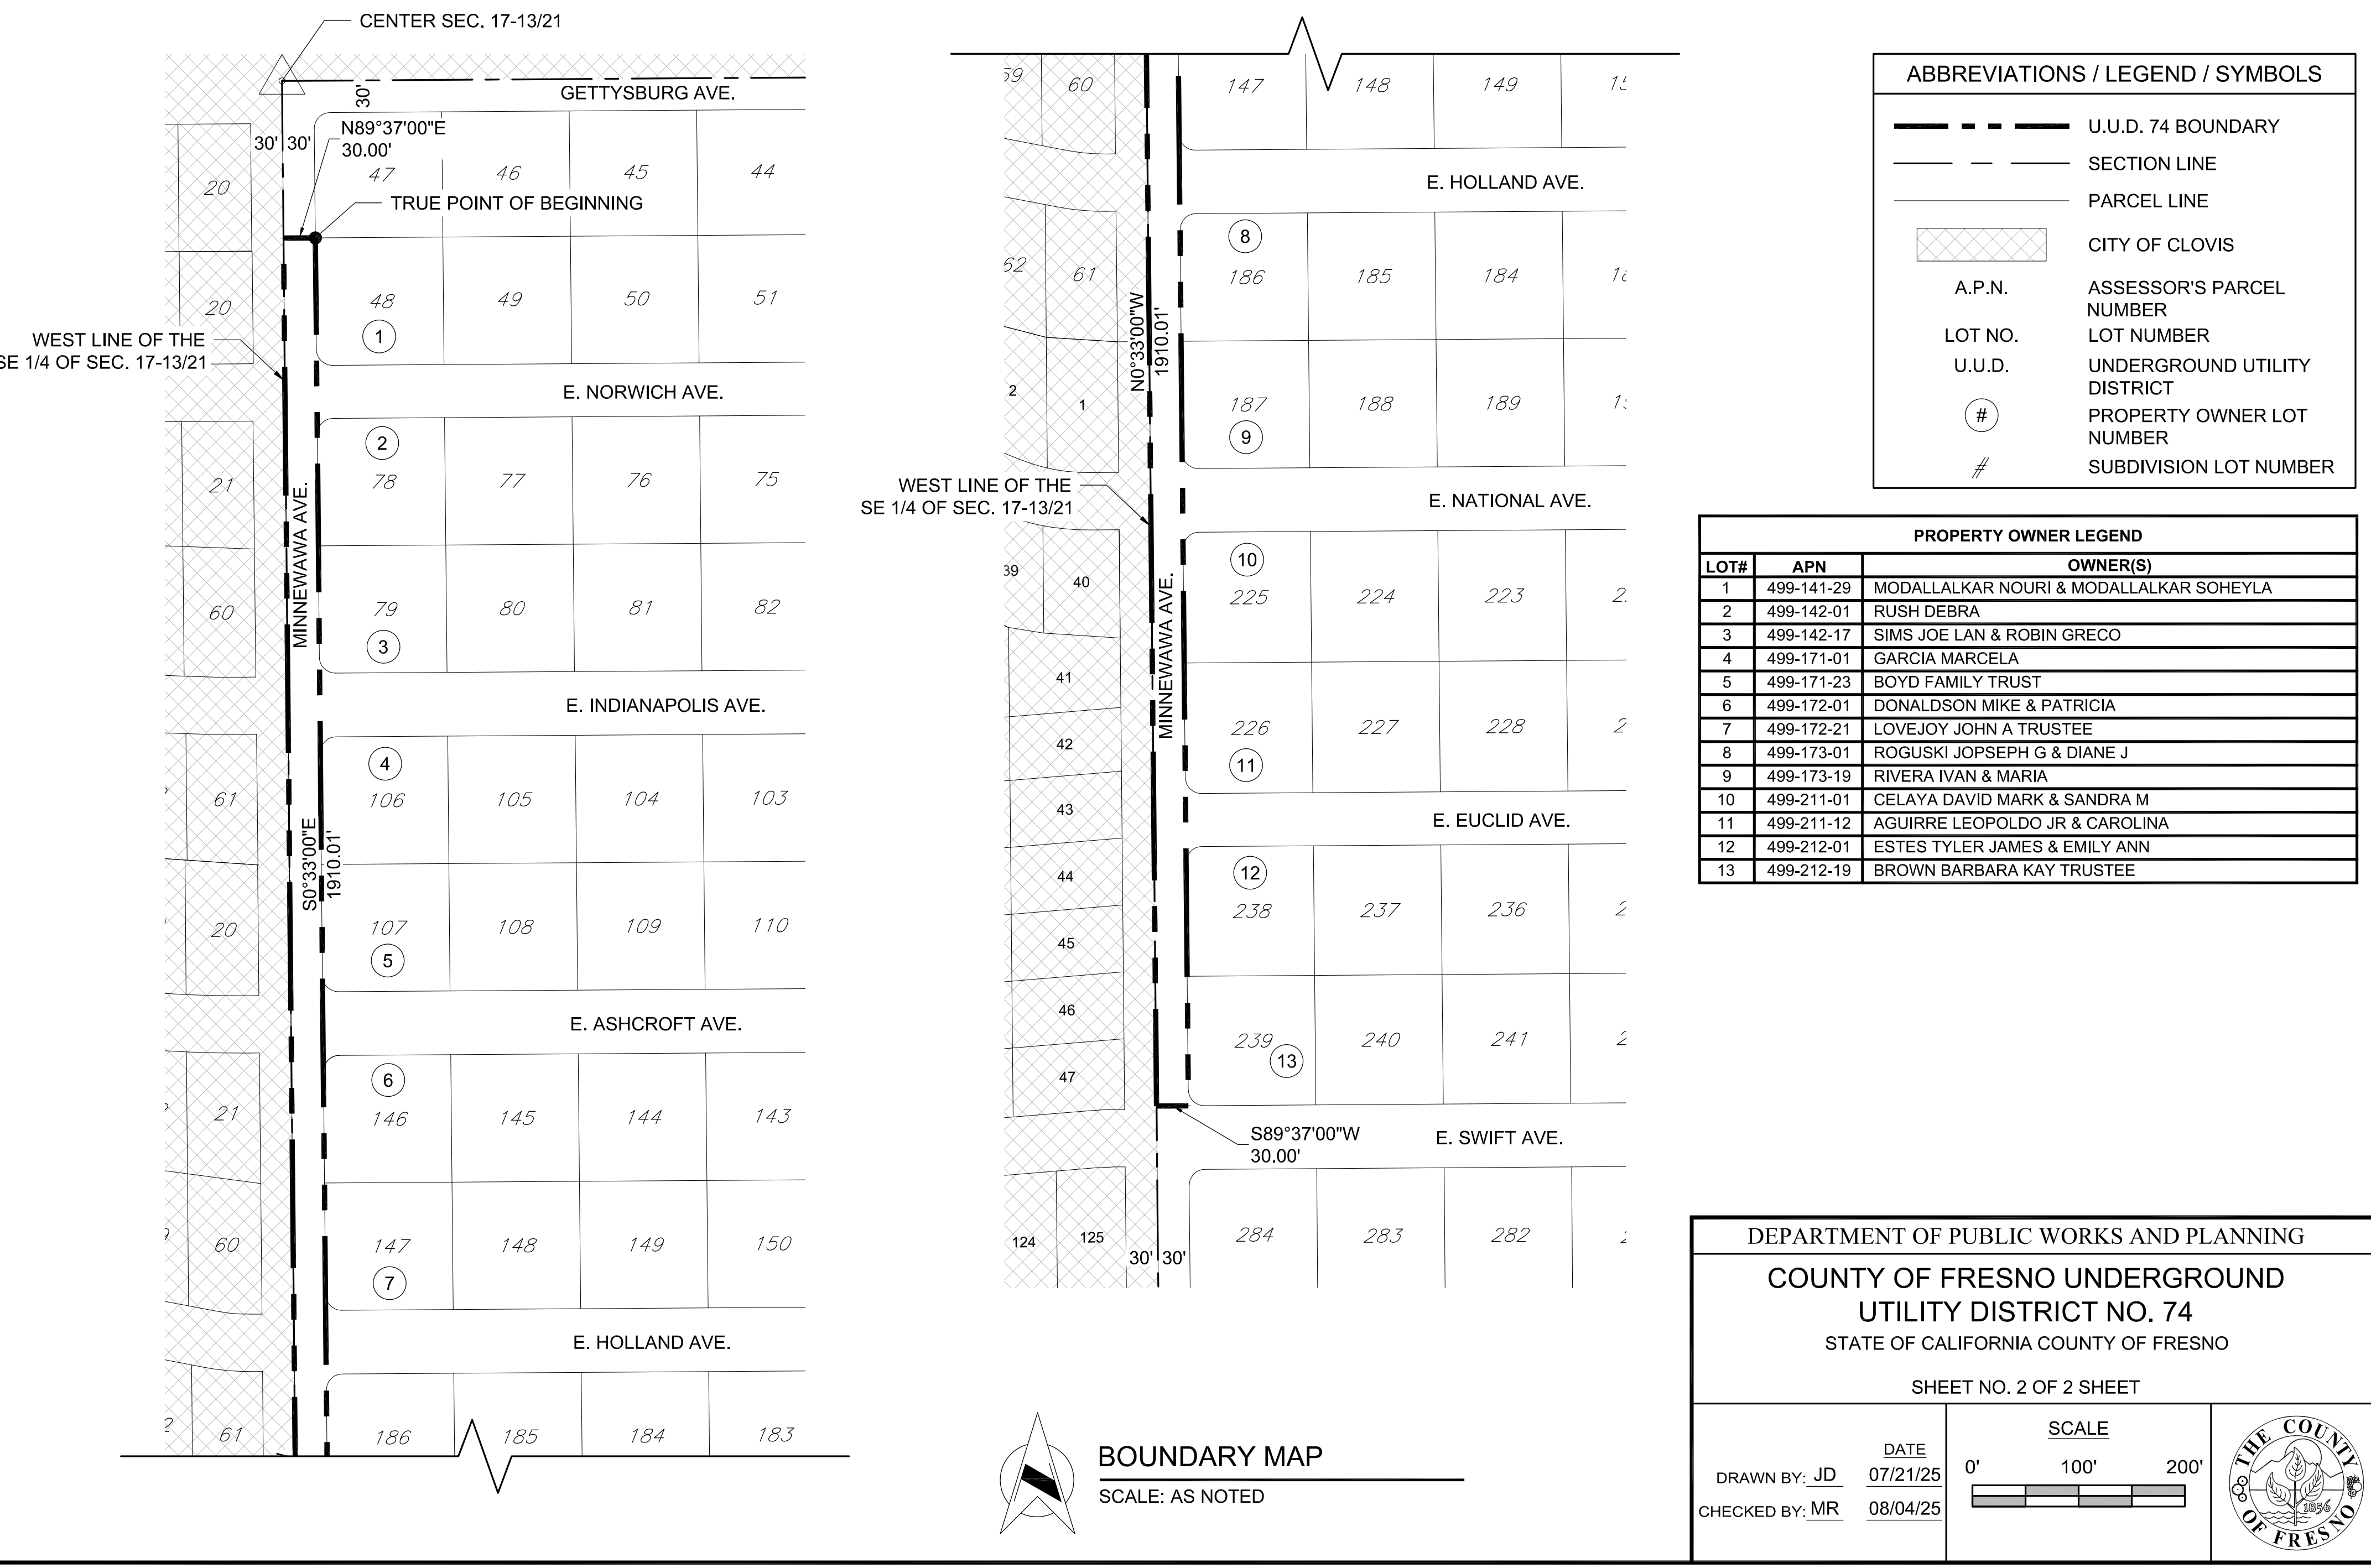 CENTER SEC. 17-13/21
GETTYSBURG AVE.
30'
30' 30'
N89°37'00"E
30.00'
47 46 45 44
TRUE POINT OF BEGINNING
20
48 49 50 51
20
1
WEST LINE OF THE
SE 1/4 OF SEC. 17-13/21
E. NORWICH AVE.
2
78 77 76 75
21
MINNEWAWA AVE.
79 80 81 82
60
3
E. INDIANAPOLIS AVE.
4
106 105 104 103
61
S0°33'00"E
1910.01'
107 108 109 110
20
5
E. ASHCROFT AVE.
6
146 145 144 143
21
147 148 149 150
60
7
E. HOLLAND AVE.
186 185 184 183
61
59 60 147 148 149
E. HOLLAND AVE.
8
62 61 186 185 184
N0°33'00"W
1910.01'
2 1 187 188 189
9
WEST LINE OF THE
SE 1/4 OF SEC. 17-13/21
E. NATIONAL AVE.
10
39 40 225 224 223
MINNEWAWA AVE.
41
226 227 228
42
11
43
E. EUCLID AVE.
44
12
238 237 236
45
46
239 240 241
13
47
S89°37'00"W
30.00'
E. SWIFT AVE.
124 125 284 283 282
30' 30'
BOUNDARY MAP
SCALE: AS NOTED
ABBREVIATIONS / LEGEND / SYMBOLS
U.U.D. 74 BOUNDARY
SECTION LINE
PARCEL LINE
CITY OF CLOVIS
A.P.N. ASSESSOR'S PARCEL
NUMBER
LOT NO. LOT NUMBER
U.U.D. UNDERGROUND UTILITY
DISTRICT
# PROPERTY OWNER LOT
NUMBER
# SUBDIVISION LOT NUMBER
PROPERTY OWNER LEGEND
LOT# APN OWNER(S)
1 499-141-29 MODALLALKAR NOURI & MODALLALKAR SOHEYLA
2 499-142-01 RUSH DEBRA
3 499-142-17 SIMS JOE LAN & ROBIN GRECO
4 499-171-01 GARCIA MARCELA
5 499-171-23 BOYD FAMILY TRUST
6 499-172-01 DONALDSON MIKE & PATRICIA
7 499-172-21 LOVEJOY JOHN A TRUSTEE
8 499-173-01 ROGUSKI JOPSEPH G & DIANE J
9 499-173-19 RIVERA IVAN & MARIA
10 499-211-01 CELAYA DAVID MARK & SANDRA M
11 499-211-12 AGUIRRE LEOPOLDO JR & CAROLINA
12 499-212-01 ESTES TYLER JAMES & EMILY ANN
13 499-212-19 BROWN BARBARA KAY TRUSTEE
DEPARTMENT OF PUBLIC WORKS AND PLANNING
COUNTY OF FRESNO UNDERGROUND
UTILITY DISTRICT NO. 74
STATE OF CALIFORNIA COUNTY OF FRESNO
SHEET NO. 2 OF 2 SHEET
DATE
DRAWN BY: JD 07/21/25
CHECKED BY: MR 08/04/25
SCALE
0' 100' 200'
THE COUNTY
1856
OF FRESNO